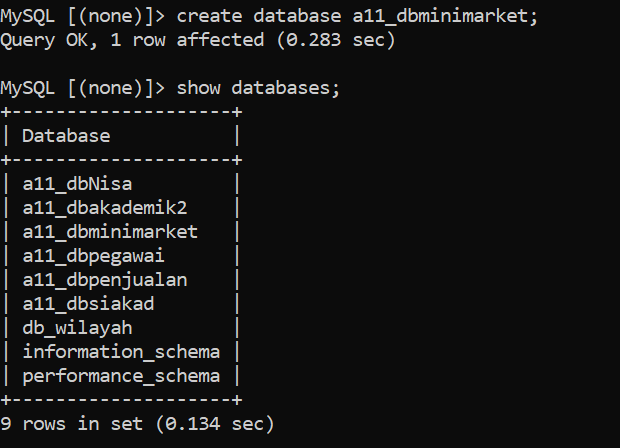 MySQL [(none)]> create database a11_dbminimarket;
Query OK, 1 row affected (0.283 sec)
MySQL [(none)]> show databases;
+--------------------+
| Database           |
+--------------------+
| a11_dbNisa         |
| a11_dbakademik2    |
| a11_dbminimarket   |
| a11_dbpegawai      |
| a11_dbpenjualan    |
| a11_dbsiakad       |
| db_wilayah         |
| information_schema |
| performance_schema |
+--------------------+
9 rows in set (0.134 sec)